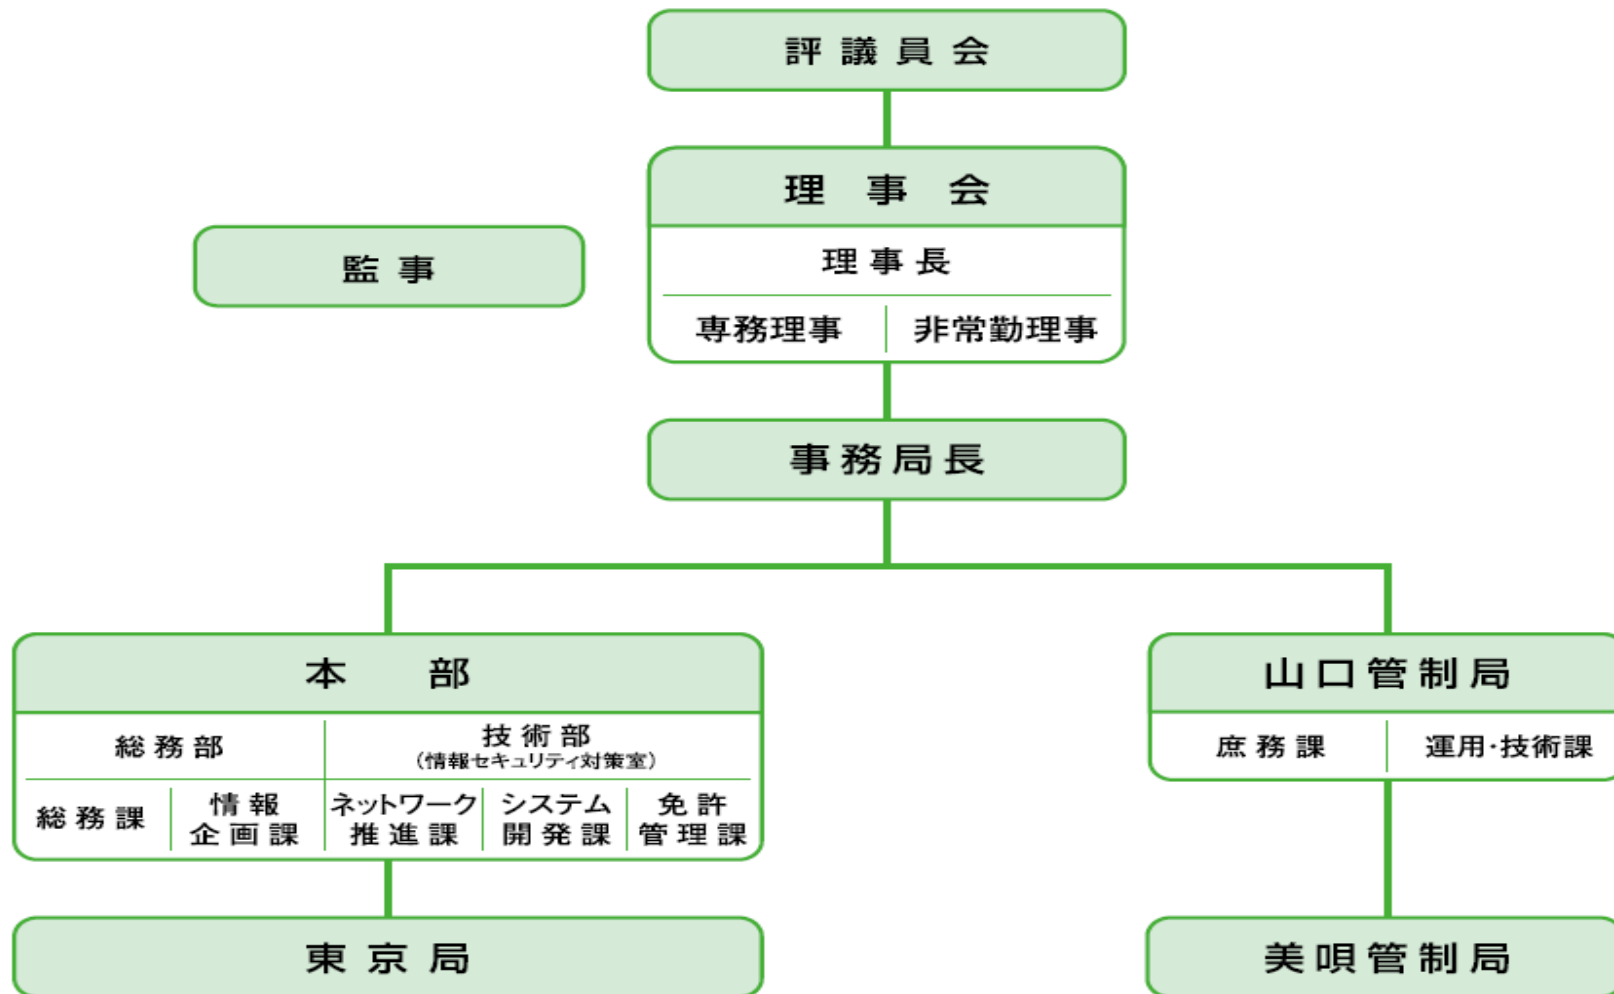 評議員会
理事会
理事長
専務理事
非常勤理事
監事
事務局長
本部
総務部
技術部
(情報セキュリティ対策室)
総務課
情報
企画課
ネットワーク
推進課
システム
開発課
免許
管理課
山口管制局
庶務課
運用・技術課
東京局
美唄管制局